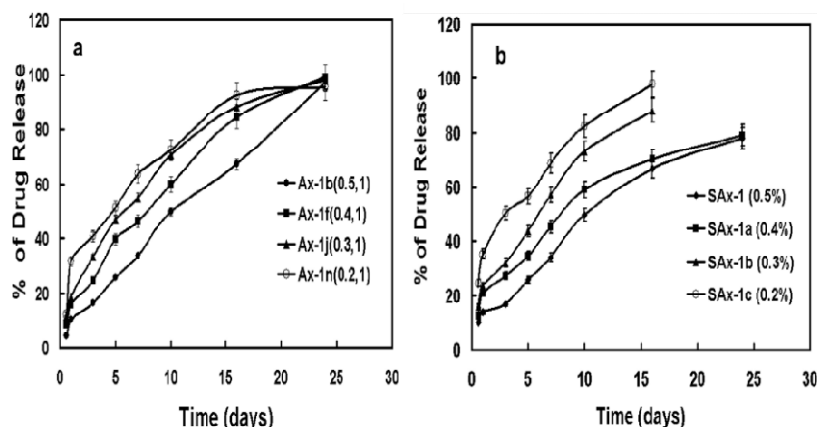 a
% of Drug Release
120
100
80
60
40
20
0
0 5 10 15 20 25 30
Time (days)
Ax-1b(0.5,1)
Ax-1f(0.4,1)
Ax-1j(0.3,1)
Ax-1n(0.2,1)
b
% of Drug Release
120
100
80
60
40
20
0
0 5 10 15 20 25 30
Time (days)
SAx-1 (0.5%)
SAx-1a (0.4%)
SAx-1b (0.3%)
SAx-1c (0.2%)